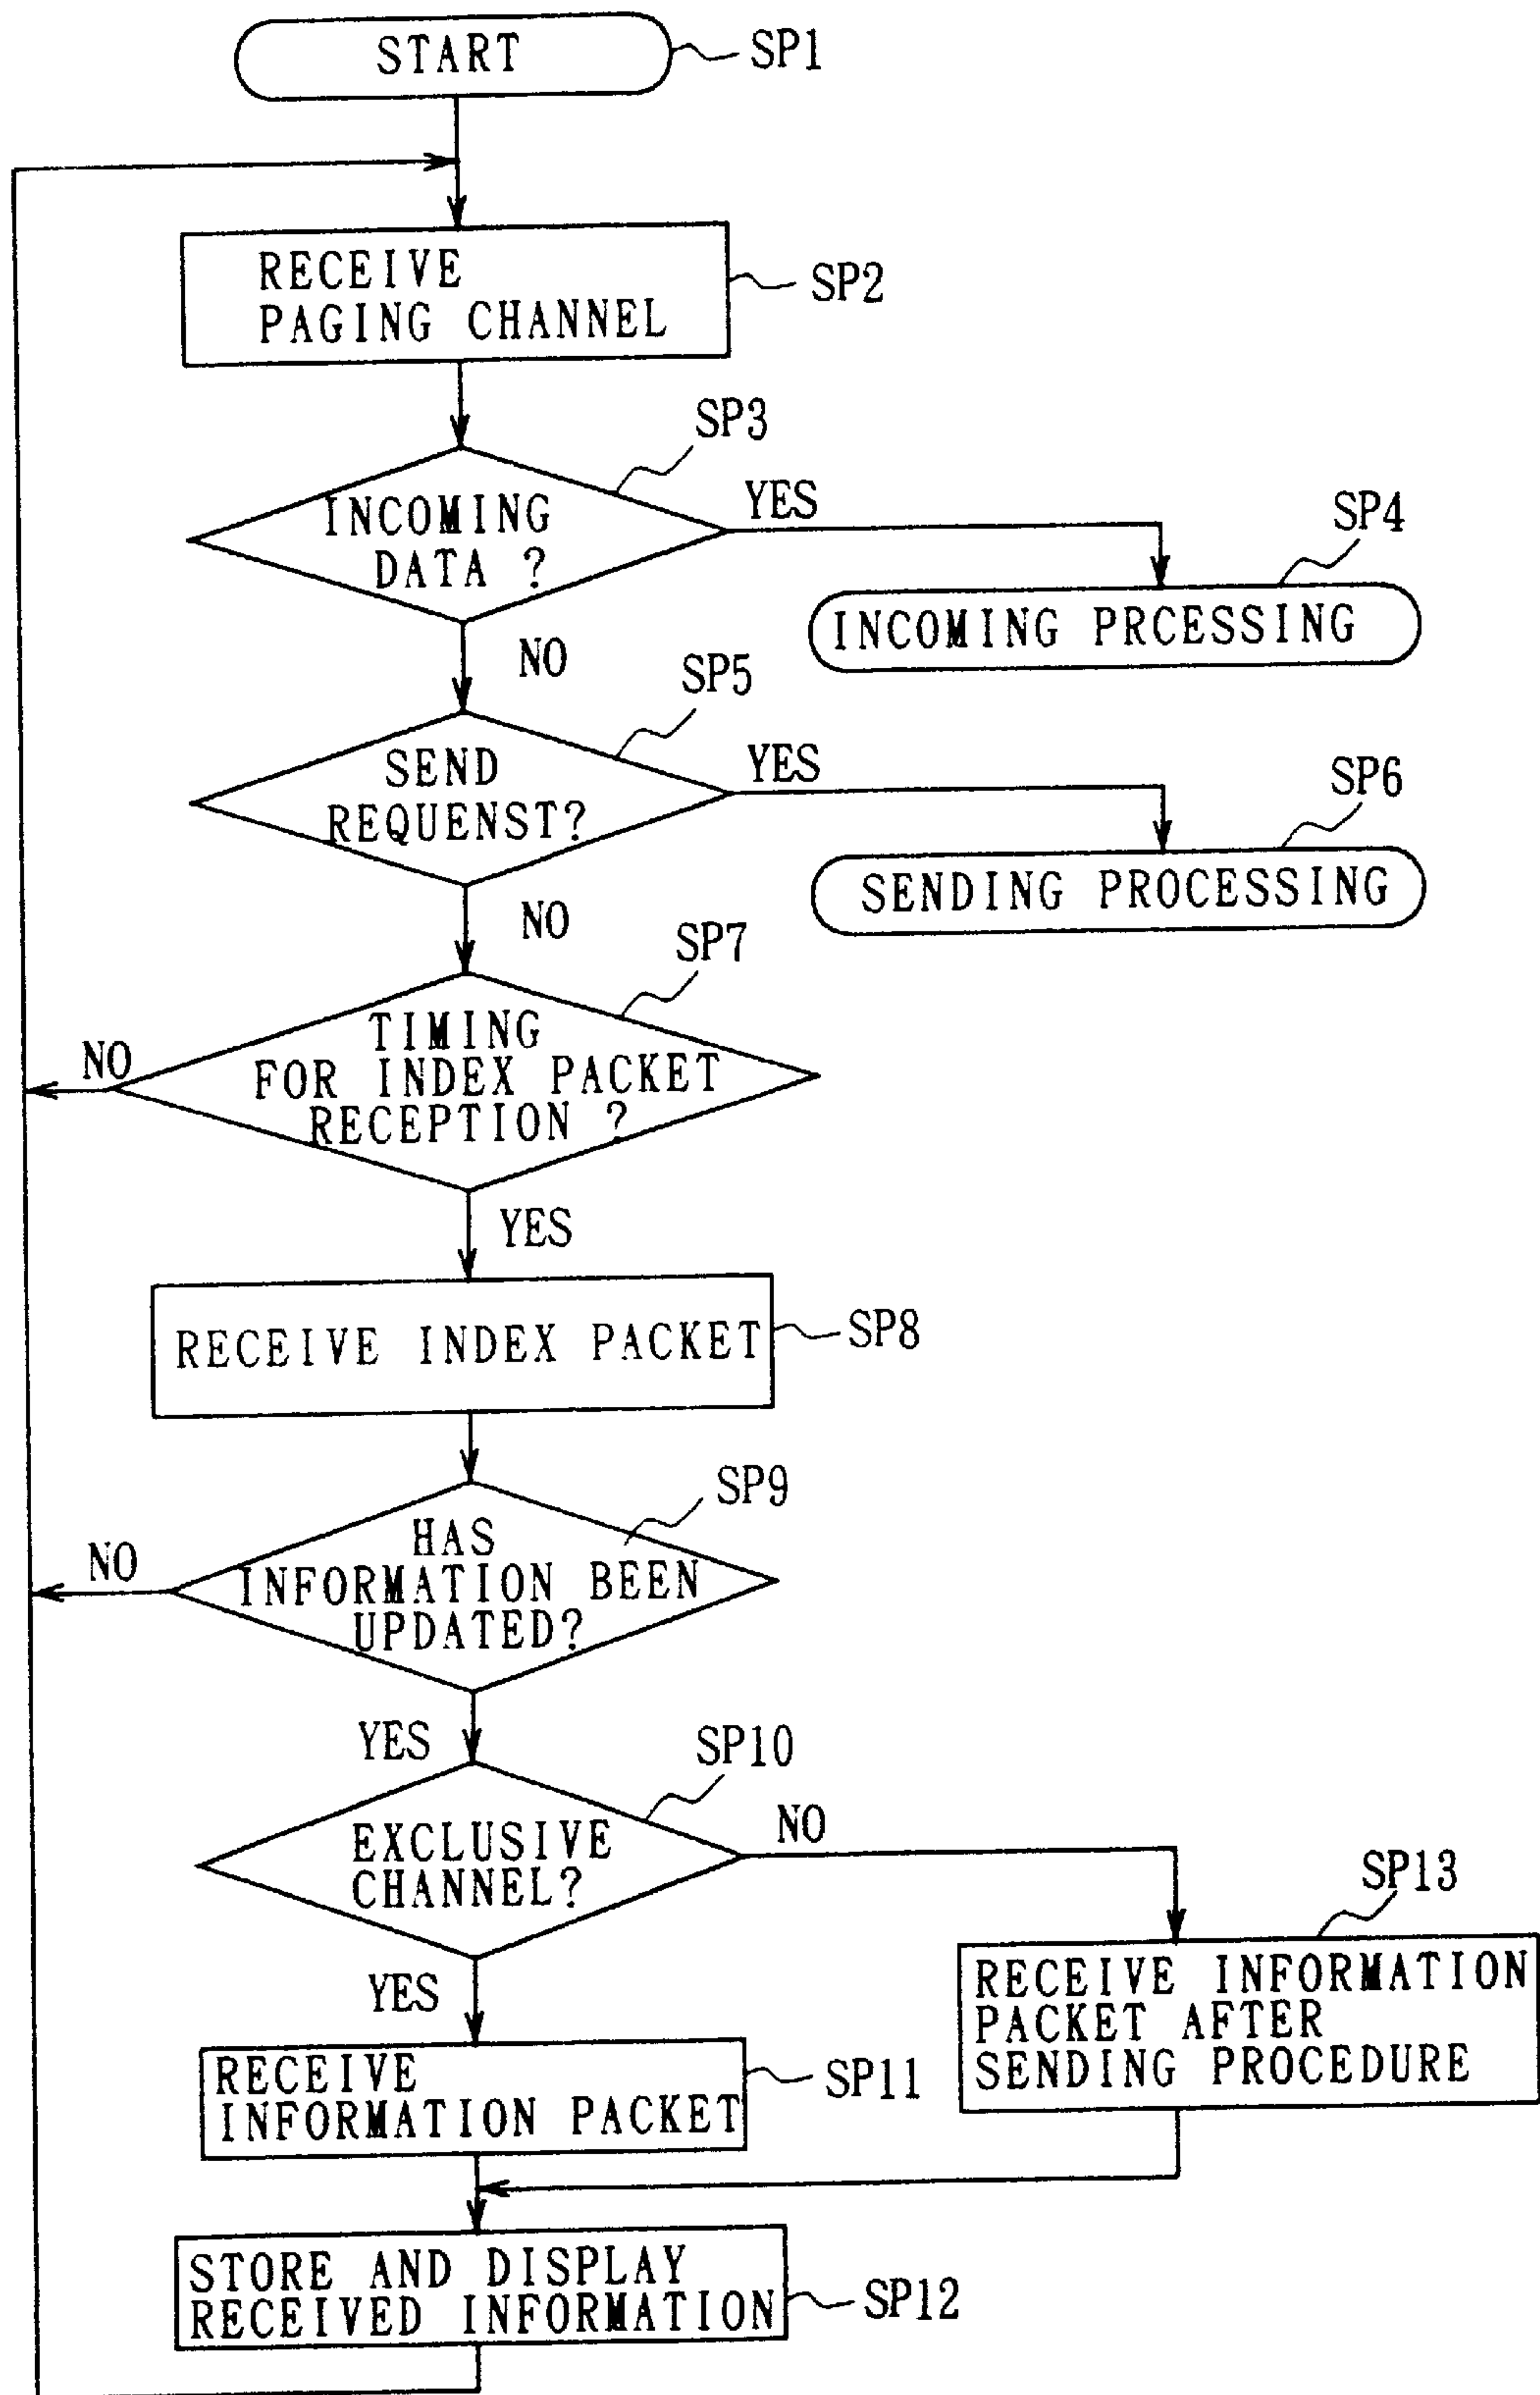 START
SP1
RECEIVE
PAGING CHANNEL
SP2
SP3
INCOMING
DATA ?
YES
SP4
INCOMING PRCESSING
NO
SP5
SEND
REQUENST?
YES
SP6
SENDING PROCESSING
NO
SP7
TIMING
FOR INDEX PACKET
RECEPTION ?
NO
YES
RECEIVE INDEX PACKET
SP8
SP9
HAS
INFORMATION BEEN
UPDATED?
NO
YES
SP10
EXCLUSIVE
CHANNEL?
NO
SP13
RECEIVE INFORMATION
PACKET AFTER
SENDING PROCEDURE
YES
RECEIVE
INFORMATION PACKET
SP11
STORE AND DISPLAY
RECEIVED INFORMATION
SP12